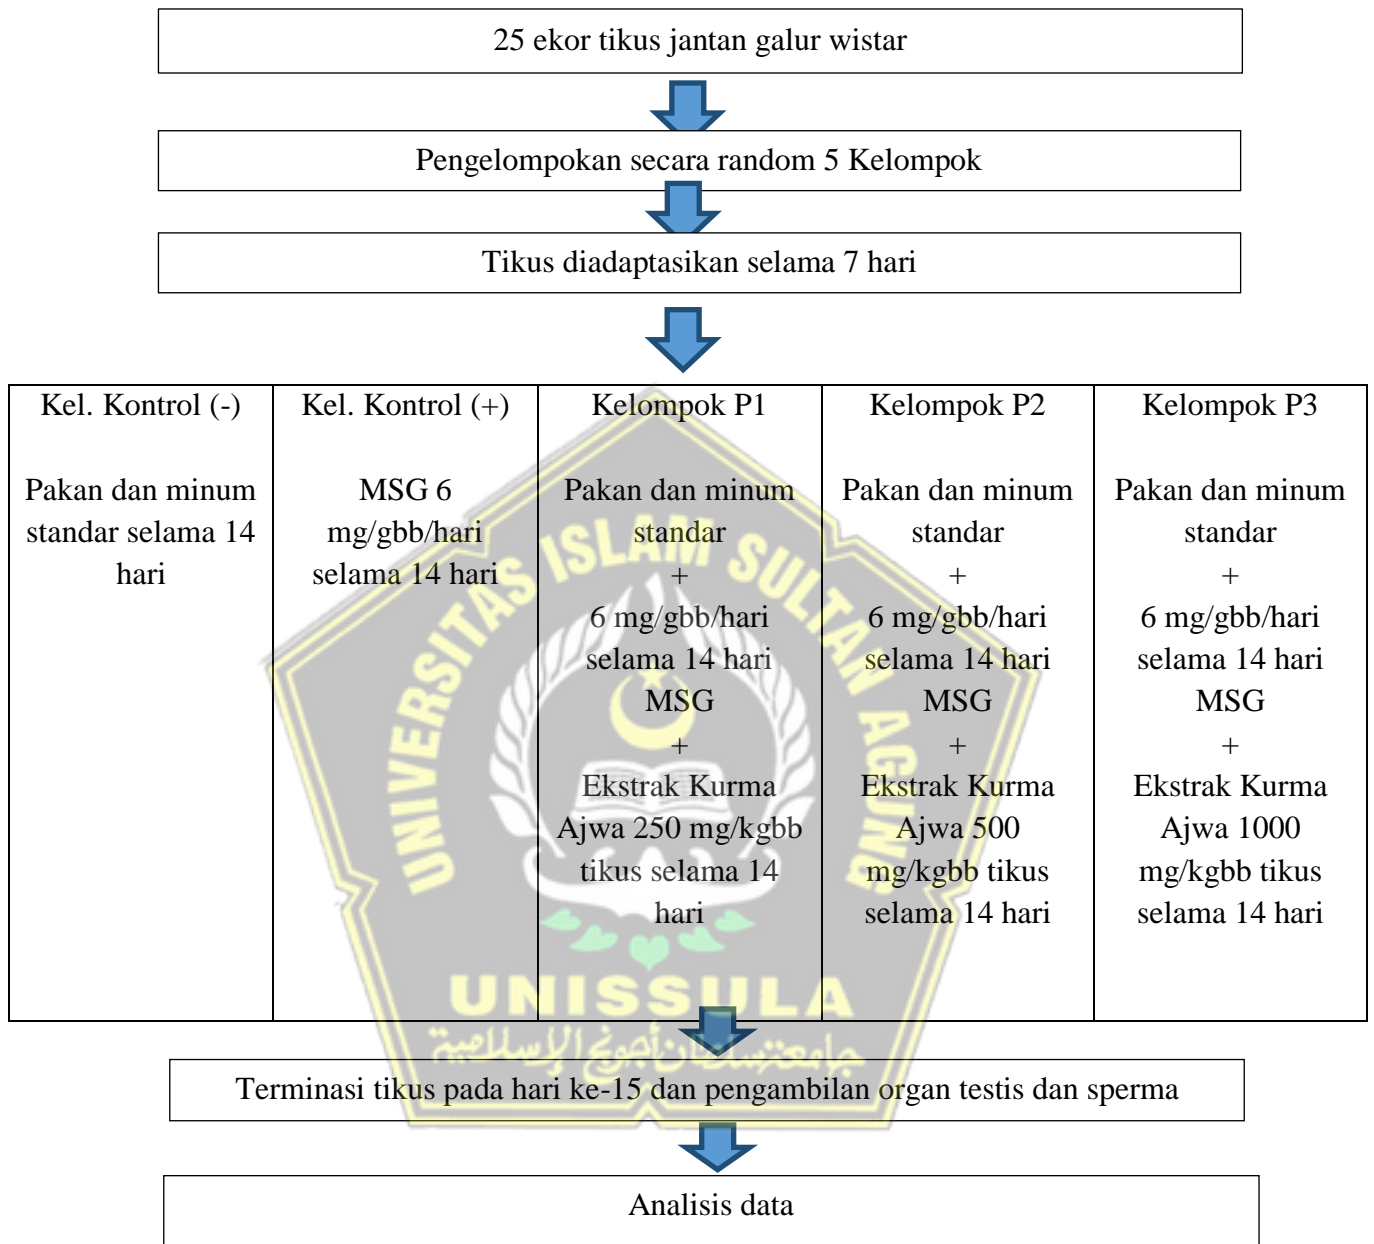 25 ekor tikus jantan galur wistar
Pengelompokan secara random 5 Kelompok
Tikus diadaptasikan selama 7 hari
Kel. Kontrol (-)
Pakan dan minum
standar selama 14
hari
Kel. Kontrol (+)
MSG 6
mg/gbb/hari
selama 14 hari
Kelompok P1
Pakan dan minum
standar
+
6 mg/gbb/hari
selama 14 hari
MSG
+
Ekstrak Kurma
Ajwa 250 mg/kgbb
tikus selama 14
hari
Kelompok P2
Pakan dan minum
standar
+
6 mg/gbb/hari
selama 14 hari
MSG
+
Ekstrak Kurma
Ajwa 500
mg/kgbb tikus
selama 14 hari
Kelompok P3
Pakan dan minum
standar
+
6 mg/gbb/hari
selama 14 hari
MSG
+
Ekstrak Kurma
Ajwa 1000
mg/kgbb tikus
selama 14 hari
UNIVERSITAS ISLAM SULTAN AGUNG
UNISSULA
جامعتنسلطان أجونج الإسلامية
Terminasi tikus pada hari ke-15 dan pengambilan organ testis dan sperma
Analisis data